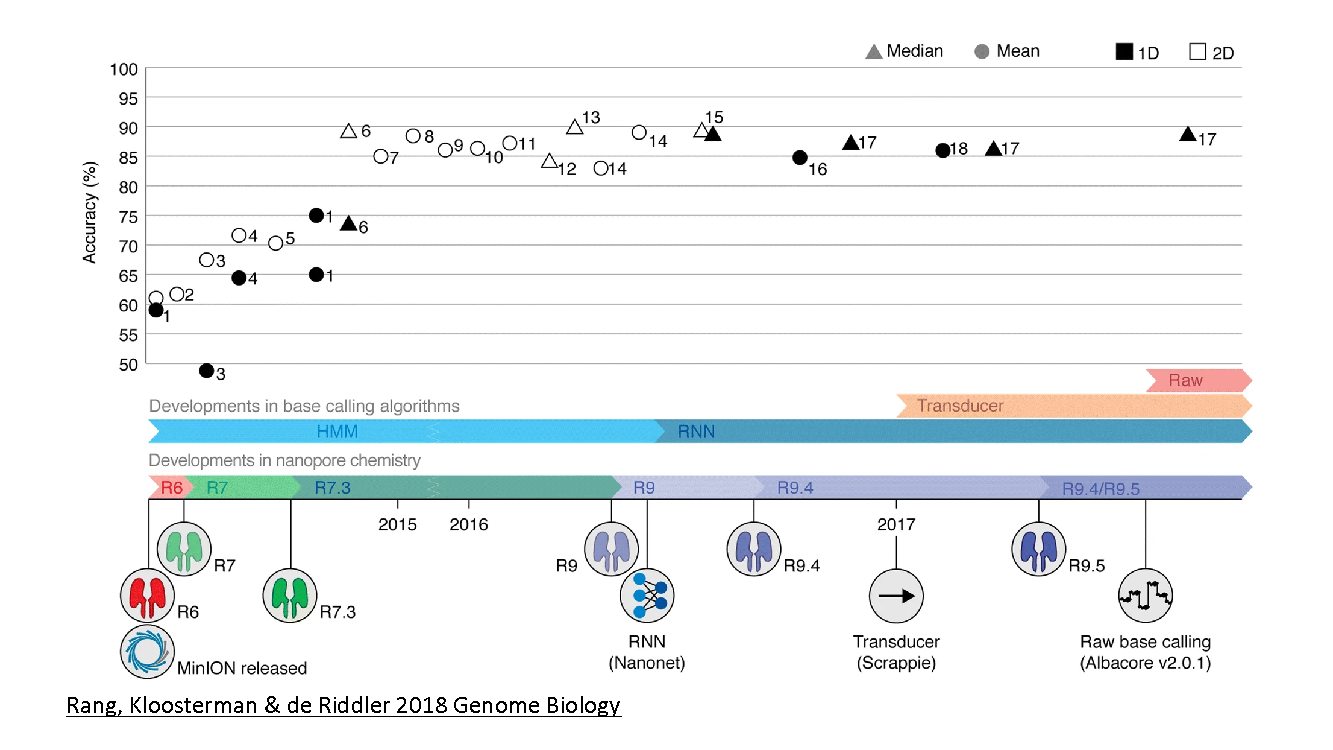 Median Mean 1D 2D
100
95
90
85
80
75
70
65
60
55
50
Accuracy (%)
1
2
3
3
4
4
5
1
1
6
6
7
8
9
10
11
12
13
14
14
15
16
17
18
17
17
Raw
Developments in base calling algorithms
Transducer
HMM RNN
Developments in nanopore chemistry
R6 R7 R7.3 R9 R9.4 R9.4/R9.5
2015 2016 2017
R7 R9 R9.4 R9.5
R6 R7.3
RNN
(Nanonet)
Transducer
(Scrappie)
Raw base calling
(Albacore v2.0.1)
MinION released
Rang, Kloosterman & de Riddler 2018 Genome Biology